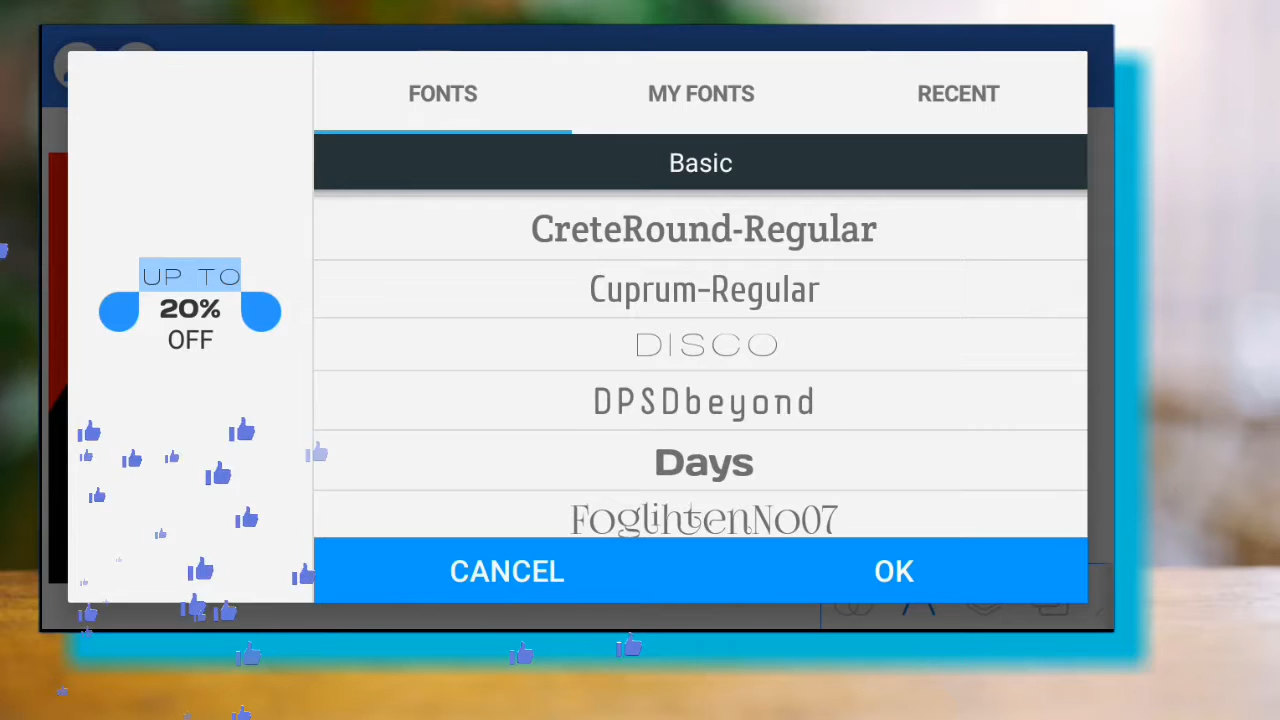 FONTS MY FONTS RECENT
Basic
CreteRound-Regular
Cuprum-Regular
DISCO
DPSDbeyond
Days
FoglihtenNo07
UP TO
20%
OFF
CANCEL OK